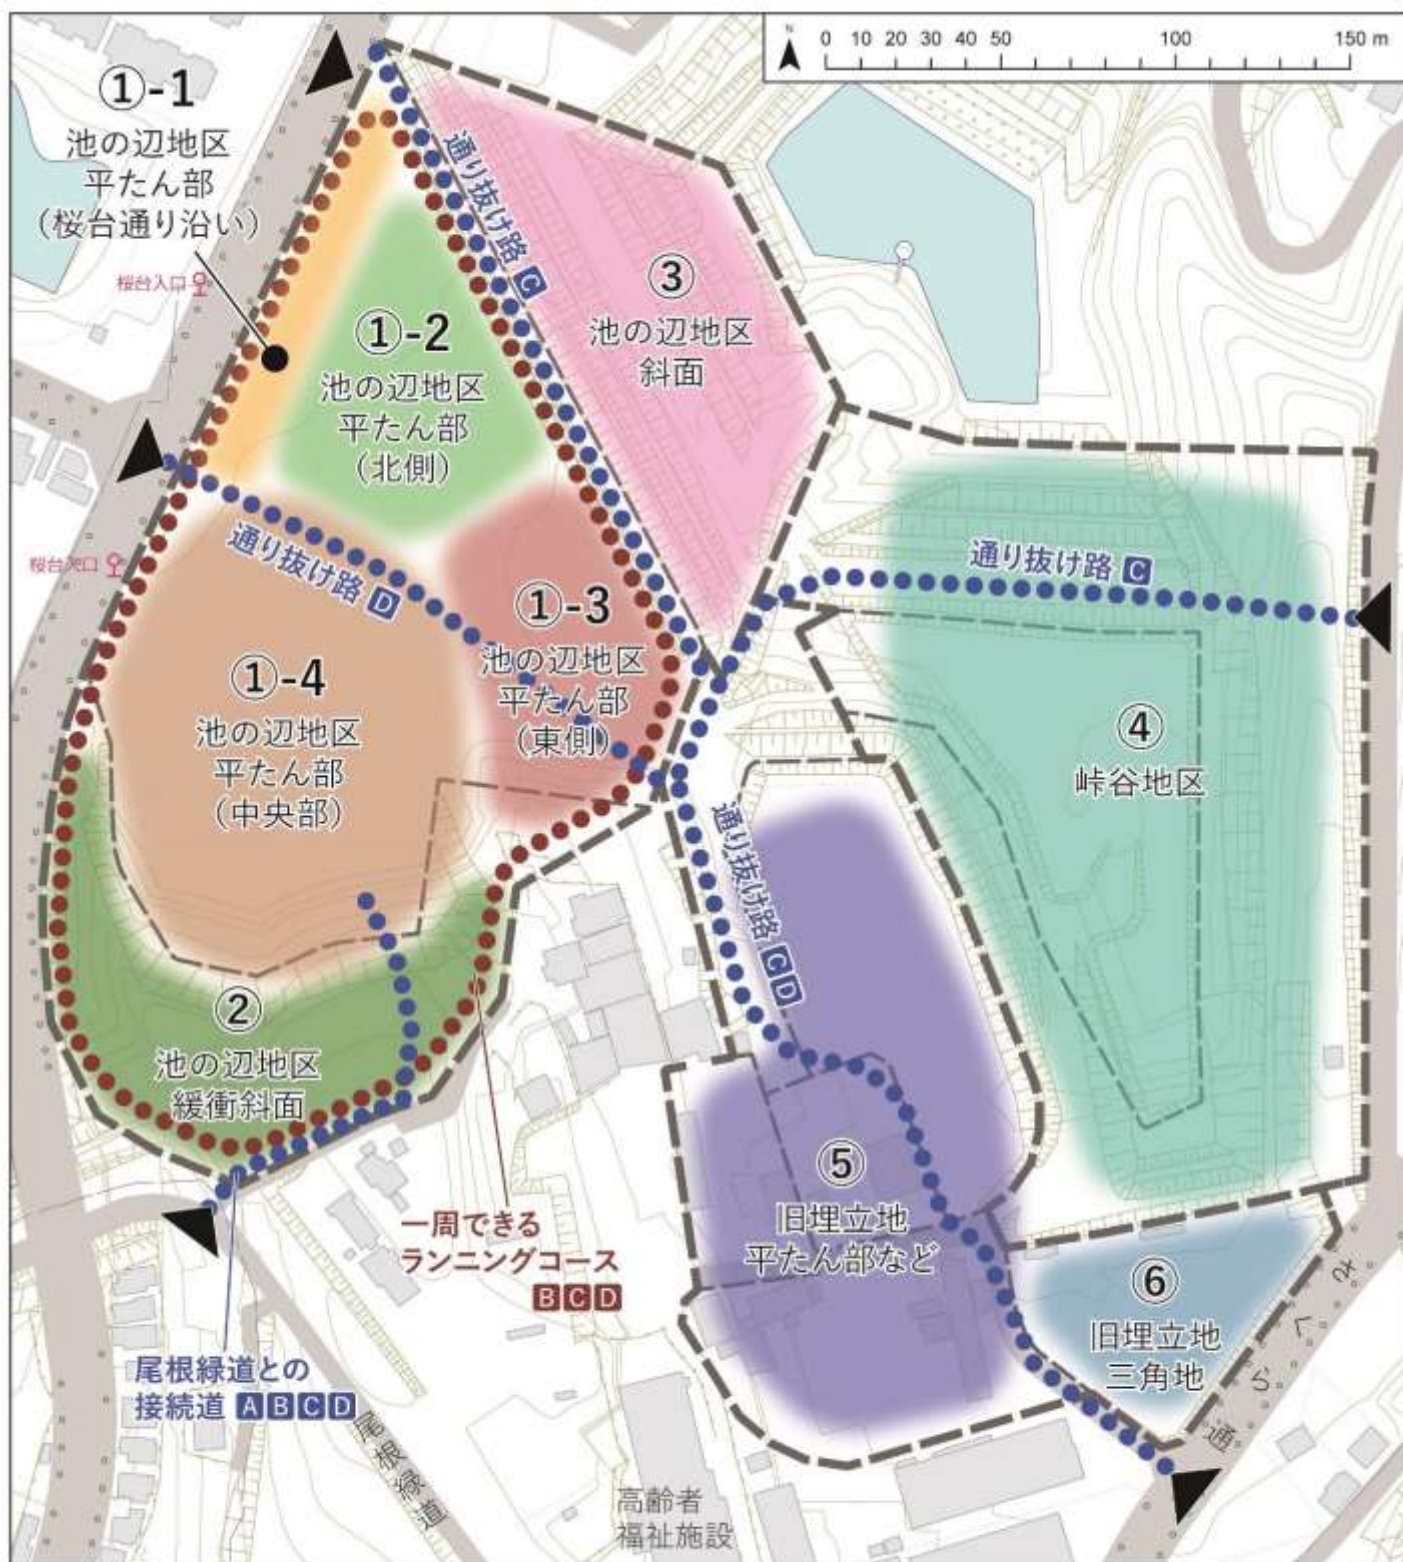 N
0 10 20 30 40 50 100 150 m
①-1
池の辺地区
平たん部
（桜台通り沿い）
桜台入口
通り抜け路 C
③
池の辺地区
斜面
①-2
池の辺地区
平たん部
（北側）
通り抜け路 D
桜台入口
通り抜け路 C
①-3
池の辺地区
平たん部
（東側）
①-4
池の辺地区
平たん部
（中央部）
④
峠谷地区
通り抜け路 CD
②
池の辺地区
緩衝斜面
⑤
旧埋立地
平たん部など
一周できる
ランニングコース
BCD
⑥
旧埋立地
三角地
尾根緑道との
接続道 ABCD
尾根緑道
さくら通
高齢者
福祉施設